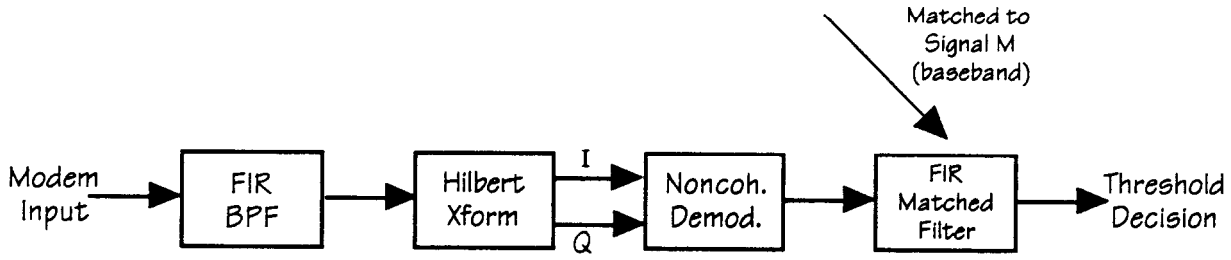 Matched to
Signal M
(baseband)
Modem
Input
FIR
BPF
Hilbert
Xform
I
Q
Noncoh.
Demod.
FIR
Matched
Filter
Threshold
Decision